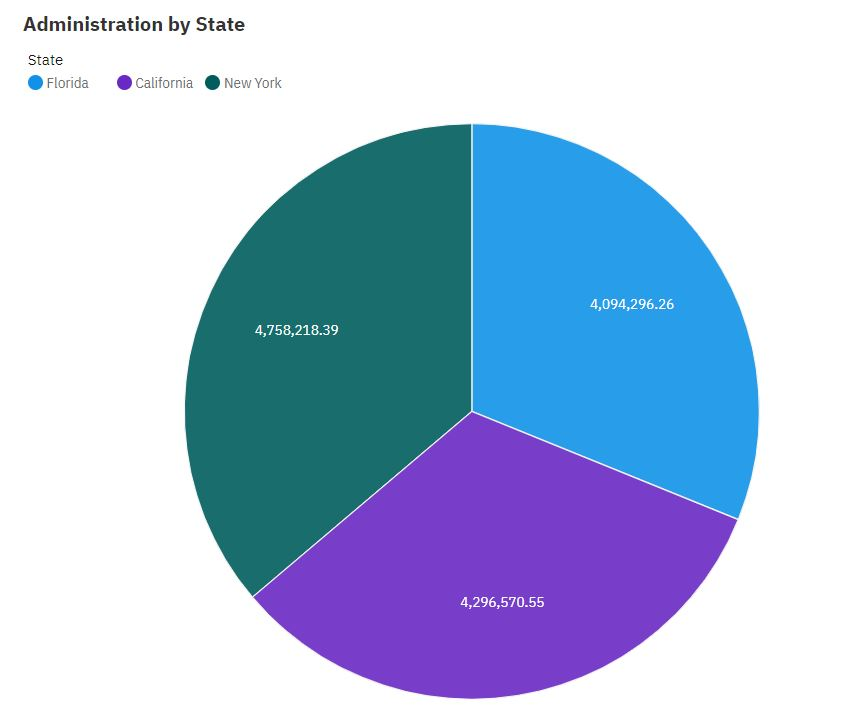 Administration by State
State
Florida California New York
4,094,296.26
4,758,218.39
4,296,570.55